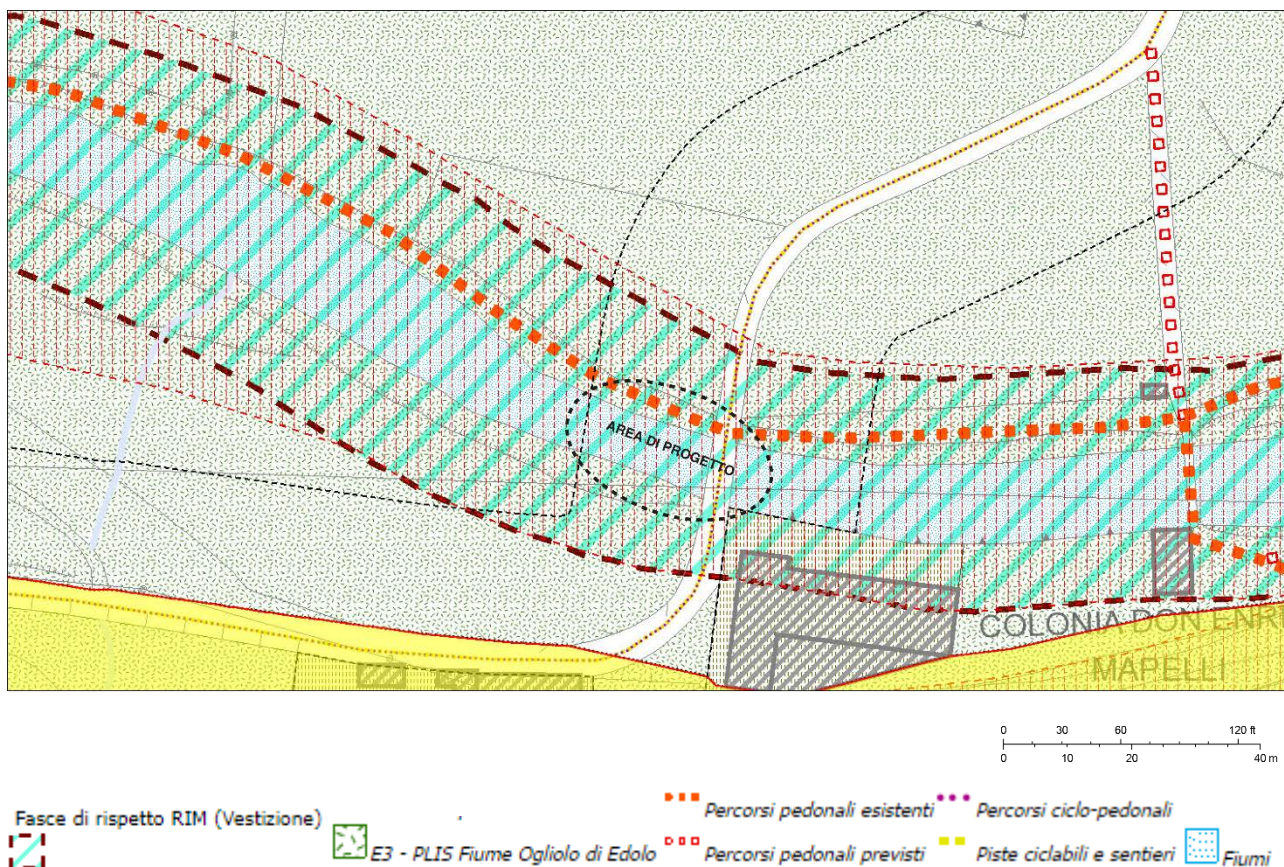 AREA DI PROGETTO
COLONIA DON ENR
MAPELLI
0 30 60 120 ft
0 10 20 40 m
Fasce di rispetto RIM (Vestizione)
E3 - PLIS Fiume Ogliolo di Edolo
Percorsi pedonali esistenti
Percorsi ciclo-pedonali
Percorsi pedonali previsti
Piste ciclabili e sentieri
Fiumi